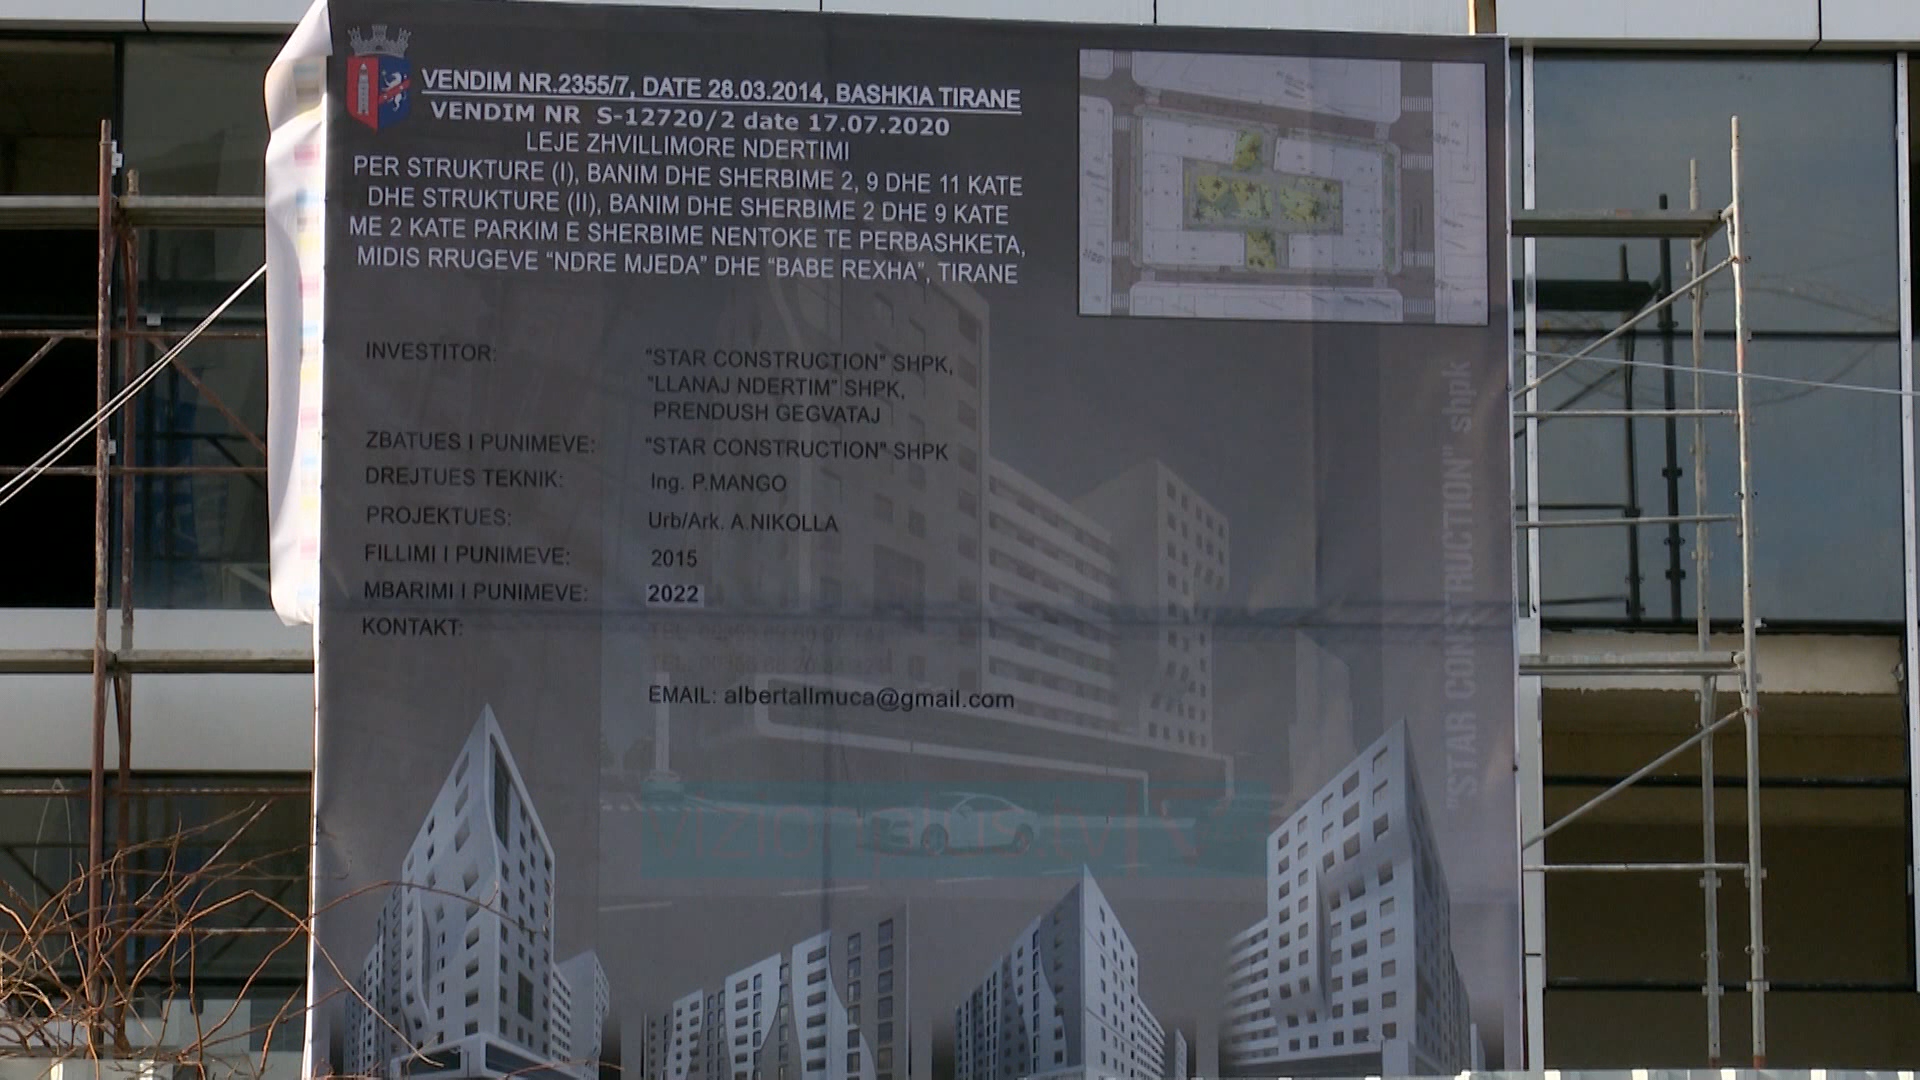 VENDIM NR.2355/7, DATE 28.03.2014, BASHKIA TIRANE
VENDIM NR S-12720/2 date 17.07.2020
LEJE ZHVILLIMORE NDERTIMI
PER STRUKTURE (I), BANIM DHE SHERBIME 2, 9 DHE 11 KATE
DHE STRUKTURE (II), BANIM DHE SHERBIME 2 DHE 9 KATE
ME 2 KATE PARKIM E SHERBIME NENTOKE TE PERBASHKETA,
MIDIS RRUGEVE “NDRE MJEDA” DHE “BABE REXHA”, TIRANE
INVESTITOR: "STAR CONSTRUCTION" SHPK,
"LLANAJ NDERTIM" SHPK,
PRENDUSH GEGVATAJ
ZBATUES I PUNIMEVE: "STAR CONSTRUCTION" SHPK
DREJTUES TEKNIK: Ing. P.MANGO
PROJEKTUES: Urb/Ark. A.NIKOLLA
FILLIMI I PUNIMEVE: 2015
MBARIMI I PUNIMEVE: 2022
KONTAKT:
EMAIL: albertallmuca@gmail.com
"STAR CONSTRUCTION" shpk
vizionplus.tv